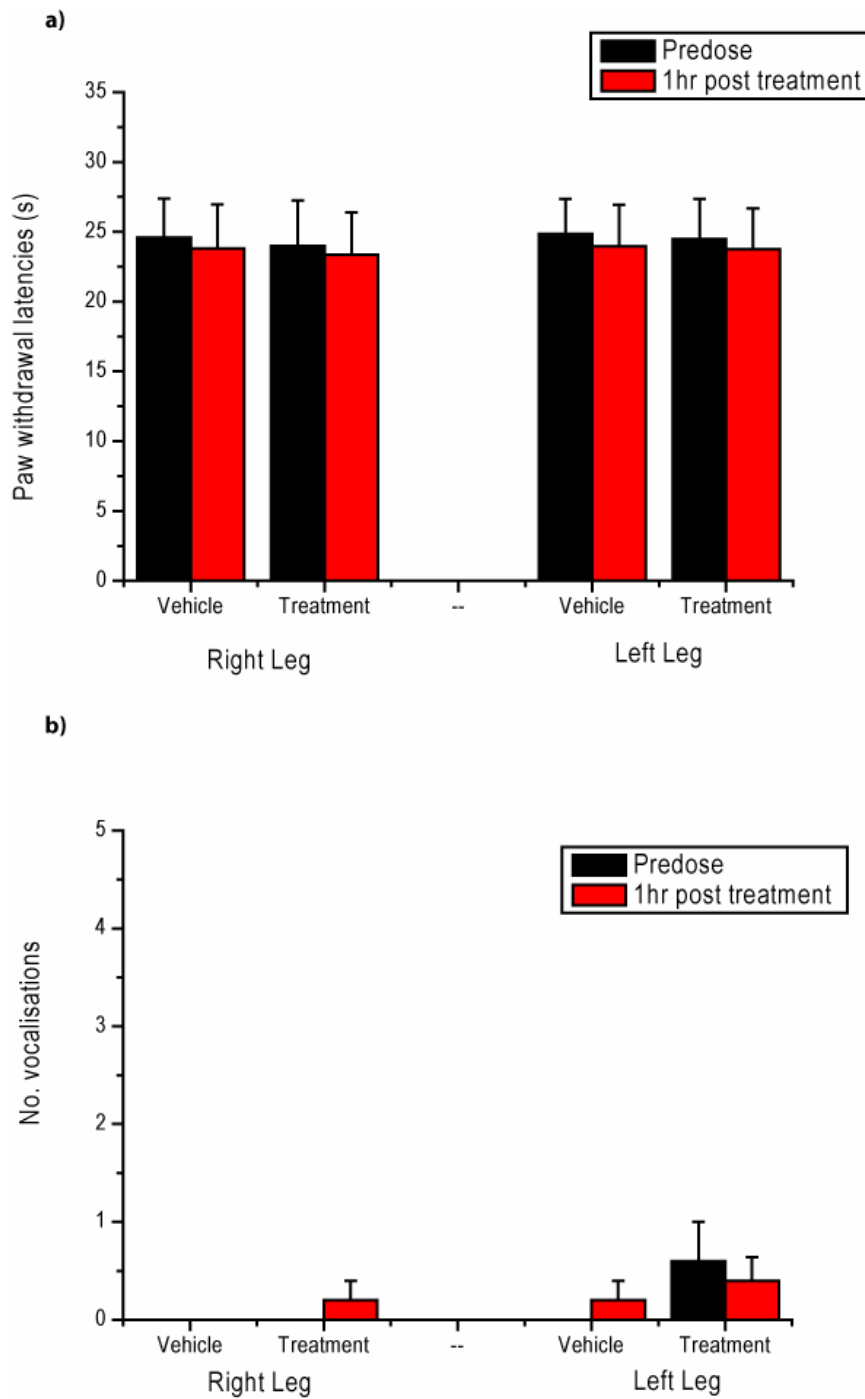 a)
Predose
1hr post treatment
Paw withdrawal latencies (s)
35
30
25
20
15
10
5
0
Vehicle Treatment -- Vehicle Treatment
Right Leg Left Leg
b)
Predose
1hr post treatment
No. vocalisations
5
4
3
2
1
0
Vehicle Treatment -- Vehicle Treatment
Right Leg Left Leg